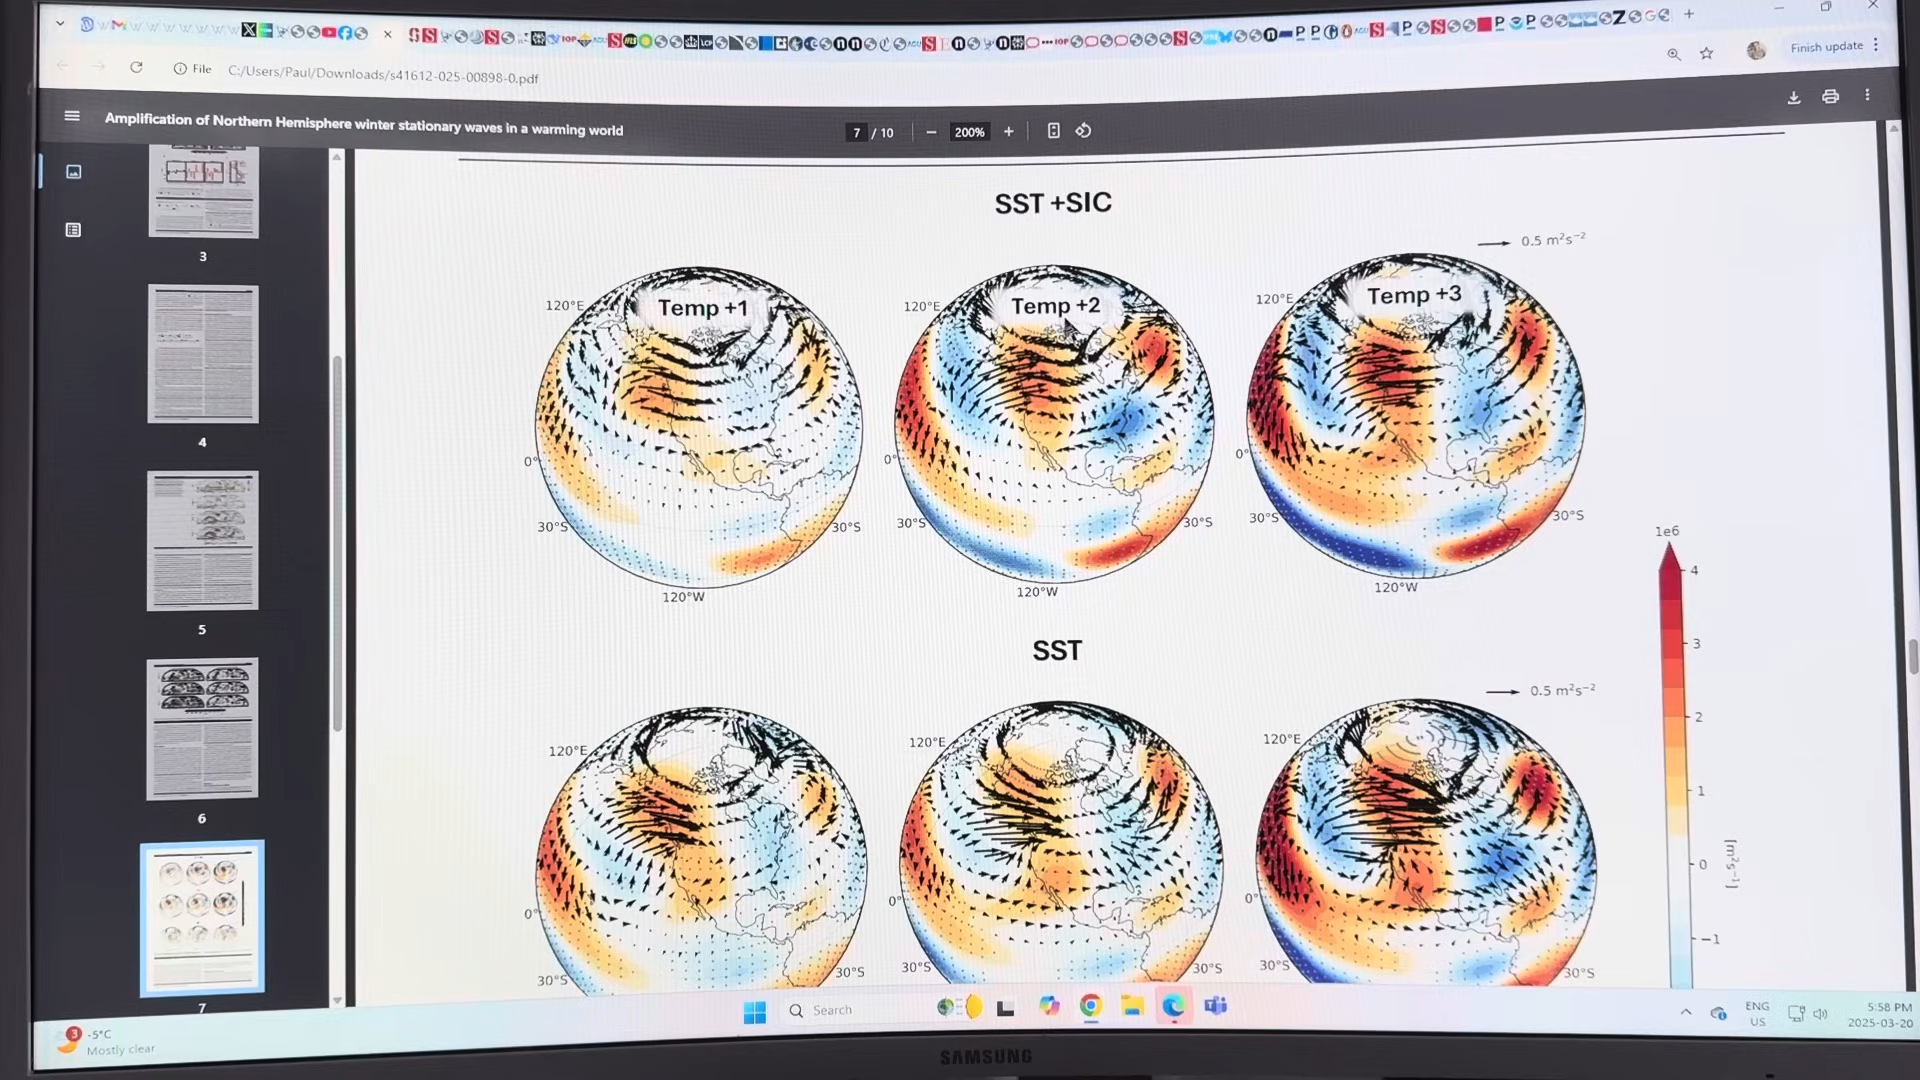 File C:/Users/Paul/Downloads/s41612-025-00898-0.pdf
Finish update
Amplification of Northern Hemisphere winter stationary waves in a warming world
7 / 10
200%
3
4
5
6
7
SST +SIC
0.5 m²s⁻²
Temp +1
Temp +2
Temp +3
120°E
120°E
120°E
0°
0°
0°
30°S
30°S
30°S
30°S
30°S
30°S
120°W
120°W
120°W
1e6
4
3
2
1
0
−1
[m²s⁻¹]
SST
0.5 m²s⁻²
120°E
120°E
120°E
0°
0°
0°
30°S
30°S
30°S
30°S
30°S
30°S
3
-5°C
Mostly clear
Search
ENG
US
5:58 PM
2025-03-20
SAMSUNG